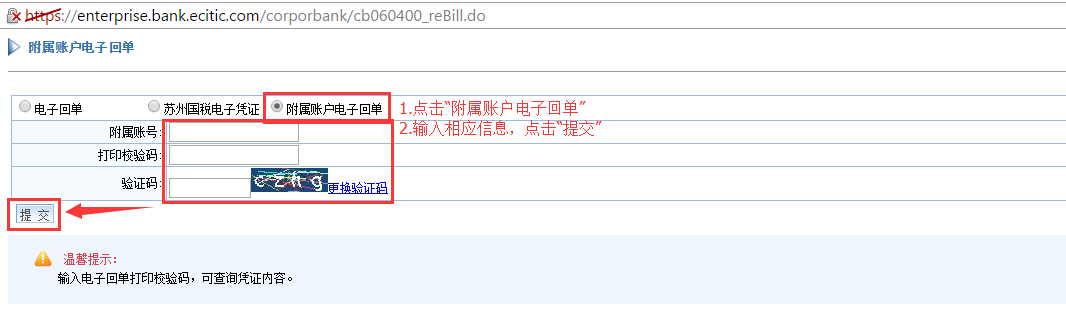 https://enterprise.bank.ecitic.com/corporbank/cb060400_reBill.do
附属账户电子回单
电子回单 苏州国税电子凭证 附属账户电子回单 1.点击“附属账户电子回单”
附属账号: 2.输入相应信息，点击“提交”
打印校验码:
验证码: 更换验证码
提 交
温馨提示：
输入电子回单打印校验码，可查询凭证内容。